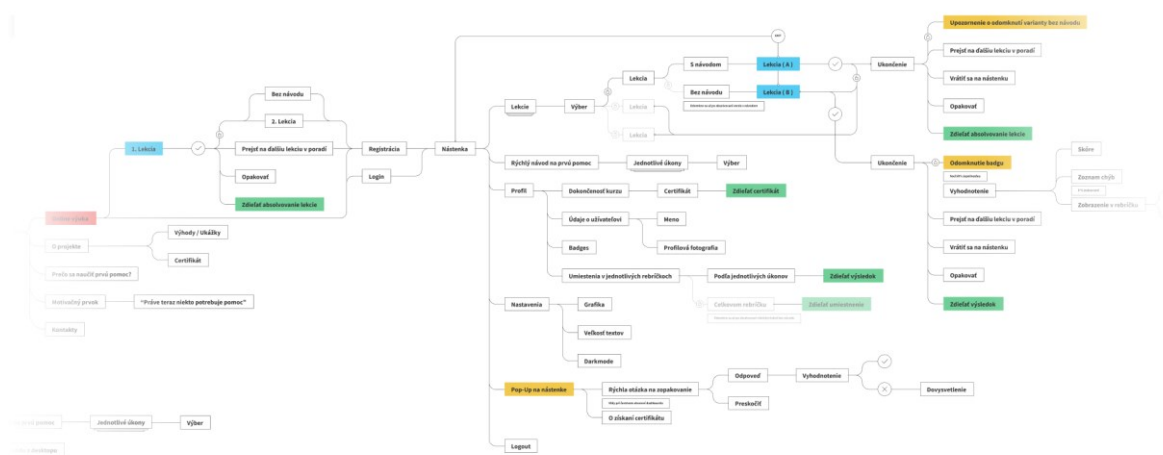 Bez návodu
2. Lekcia
1. Lekcia
Prejsť na ďalšiu lekciu v poradí
Opakovať
Zdieľať absolvovanie lekcie
Registrácia
Login
Nástenka
O projekte
Výhody / Ukážky
Certifikát
Prečo sa naučiť prvú pomoc?
Motivačný prvok
"Práve teraz niekto potrebuje pomoc"
Kontakty
Jednotlivé úkony
Výber
Lekcie
Výber
Lekcia
Lekcia
Lekcia
S návodom
Bez návodu
Lekcia ( A )
Lekcia ( B )
Ukončenie
Upozornenie o odomknutí varianty bez návodu
Prejsť na ďalšiu lekciu v poradí
Vrátiť sa na nástenku
Opakovať
Zdieľať absolvovanie lekcie
Ukončenie
Odomknutie badgu
Vyhodnotenie
Skóre
Zoznam chýb
Zobrazenie v rebríčku
Prejsť na ďalšiu lekciu v poradí
Vrátiť sa na nástenku
Opakovať
Zdieľať výsledok
Rýchlý návod na prvú pomoc
Jednotlivé úkony
Výber
Profil
Dokončenosť kurzu
Certifikát
Zdieľať certifikát
Údaje o užívateľovi
Meno
Profilová fotografia
Badges
Umiestenia v jednotlivých rebríčkoch
Podľa jednotlivých úkonov
Zdieľať výsledok
Celkovom rebríčku
Zdieľať umiestnenie
Nastavenia
Grafika
Veľkosť textov
Darkmode
Pop-Up na nástenke
Rýchla otázka na zopakovanie
Odpoveď
Vyhodnotenie
Dovysvetlenie
Preskočiť
O získaní certifikátu
Logout